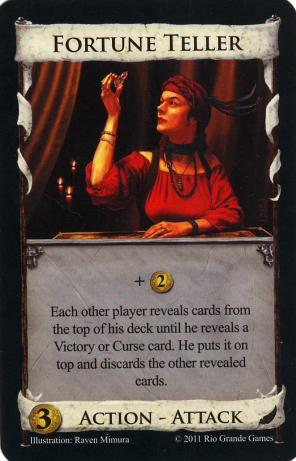 FORTUNE TELLER
+ 2
Each other player reveals cards from
the top of his deck until he reveals a
Victory or Curse card. He puts it on
top and discards the other revealed
cards.
3 ACTION - ATTACK
Illustration: Raven Mimura © 2011 Rio Grande Games